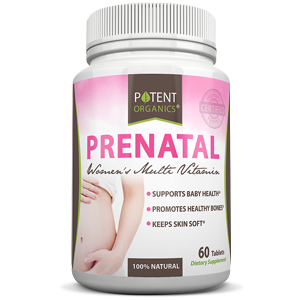 POTENT
ORGANICS®
CERTIFIED
PRENATAL
Women's Multi Vitamin
• SUPPORTS BABY HEALTH*
• PROMOTES HEALTHY BONES*
• KEEPS SKIN SOFT*
100% NATURAL
60 Tablets
Dietary Supplement